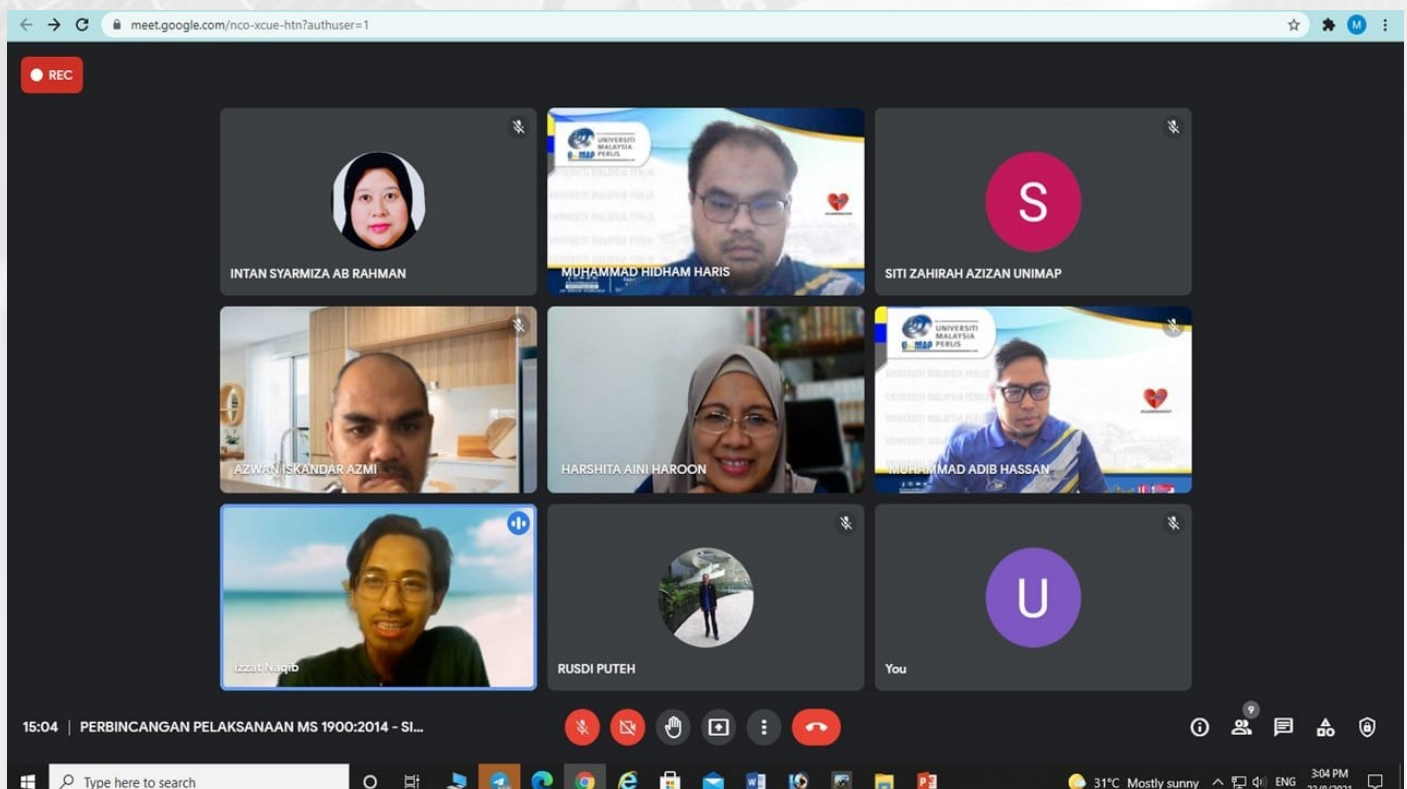 meet.google.com/nco-xcue-htn?authuser=1
M
REC
INTAN SYARMIZA AB RAHMAN
UNIVERSITI
MALAYSIA
PERLIS
MUHAMMAD HIDHAM HARIS
S
SITI ZAHIRAH AZIZAN UNIMAP
AZWAN ISKANDAR AZMI
HARSHITA AINI HAROON
UNIVERSITI
MALAYSIA
PERLIS
MUHAMMAD ADIB HASSAN
Izzat Naqib
RUSDI PUTEH
U
You
15:04 | PERBINCANGAN PELAKSANAAN MS 1900:2014 - SI...
9
Type here to search
31°C Mostly sunny
ENG
3:04 PM